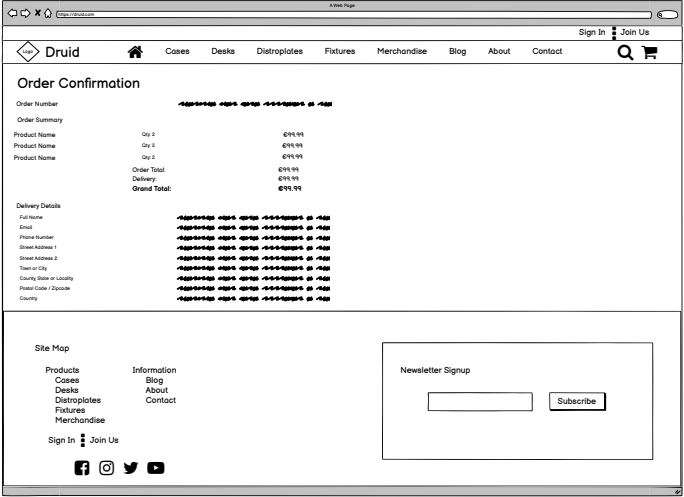 A Web Page
https://druid.com
Sign In Join Us
Logo Druid Cases Desks Distroplates Fixtures Merchandise Blog About Contact
Order Confirmation
Order Number
Order Summary
Product Name Qty: 2 €99.99
Product Name Qty: 2 €99.99
Product Name Qty: 2 €99.99
Order Total: €99.99
Delivery: €99.99
Grand Total: €99.99
Delivery Details
Full Name
Email
Phone Number
Street Address 1
Street Address 2
Town or City
County, State or Locality
Postal Code / Zipcode
Country
Site Map
Products
Cases
Desks
Distroplates
Fixtures
Merchandise
Information
Blog
About
Contact
Sign In Join Us
Newsletter Signup
Subscribe